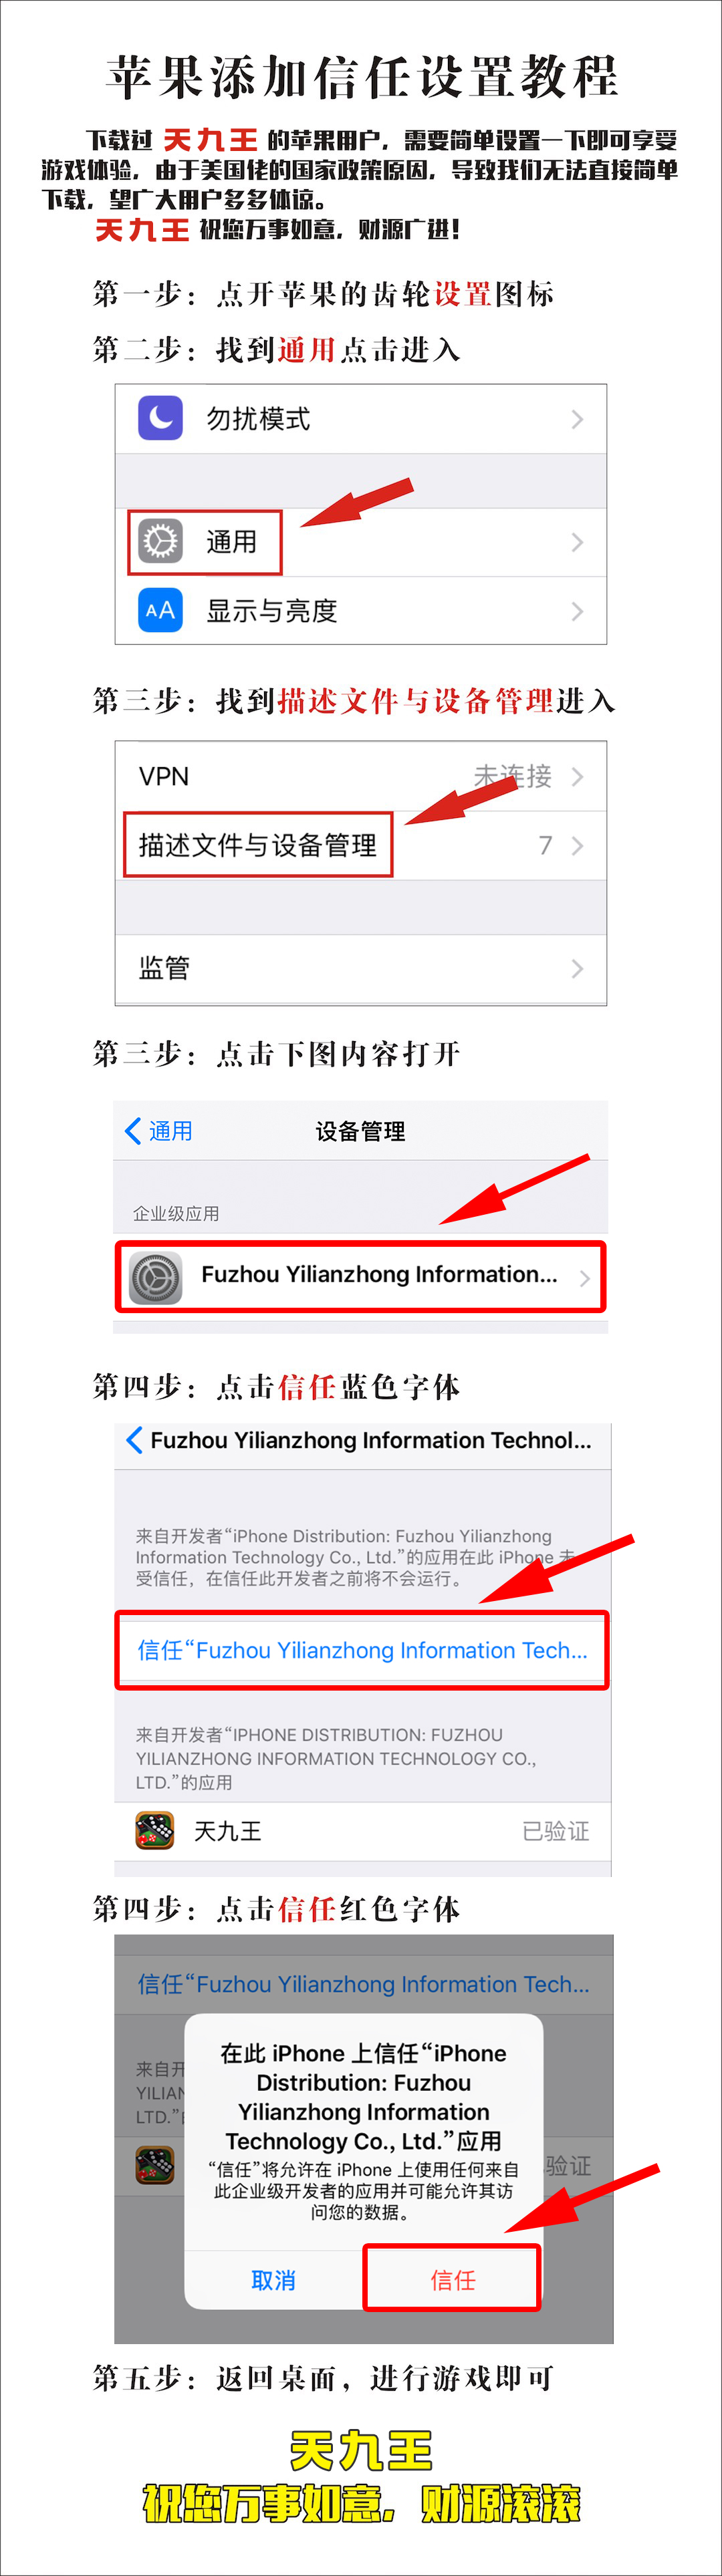 苹果添加信任设置教程
下载过 天九王 的苹果用户，需要简单设置一下即可享受
游戏体验，由于美国佬的国家政策原因，导致我们无法直接简单
下载，望广大用户多多体谅。
天九王 祝您万事如意，财源广进！
第一步：点开苹果的齿轮设置图标
第二步：找到通用点击进入
勿扰模式
通用
AA 显示与亮度
第三步：找到描述文件与设备管理进入
VPN 未连接
描述文件与设备管理 7
监管
第三步：点击下图内容打开
通用 设备管理
企业级应用
Fuzhou Yilianzhong Information...
第四步：点击信任蓝色字体
Fuzhou Yilianzhong Information Technol...
来自开发者“iPhone Distribution: Fuzhou Yilianzhong
Information Technology Co., Ltd.”的应用在此 iPhone 未
受信任，在信任此开发者之前将不会运行。
信任“Fuzhou Yilianzhong Information Tech...
来自开发者“IPHONE DISTRIBUTION: FUZHOU
YILIANZHONG INFORMATION TECHNOLOGY CO.,
LTD.”的应用
天九王 已验证
第四步：点击信任红色字体
信任“Fuzhou Yilianzhong Information Tech...
来自开
YILIAN
LTD.”
验证
在此 iPhone 上信任“iPhone
Distribution: Fuzhou
Yilianzhong Information
Technology Co., Ltd.”应用
“信任”将允许在 iPhone 上使用任何来自
此企业级开发者的应用并可能允许其访
问您的数据。
取消 信任
第五步：返回桌面，进行游戏即可
天九王
祝您万事如意，财源滚滚